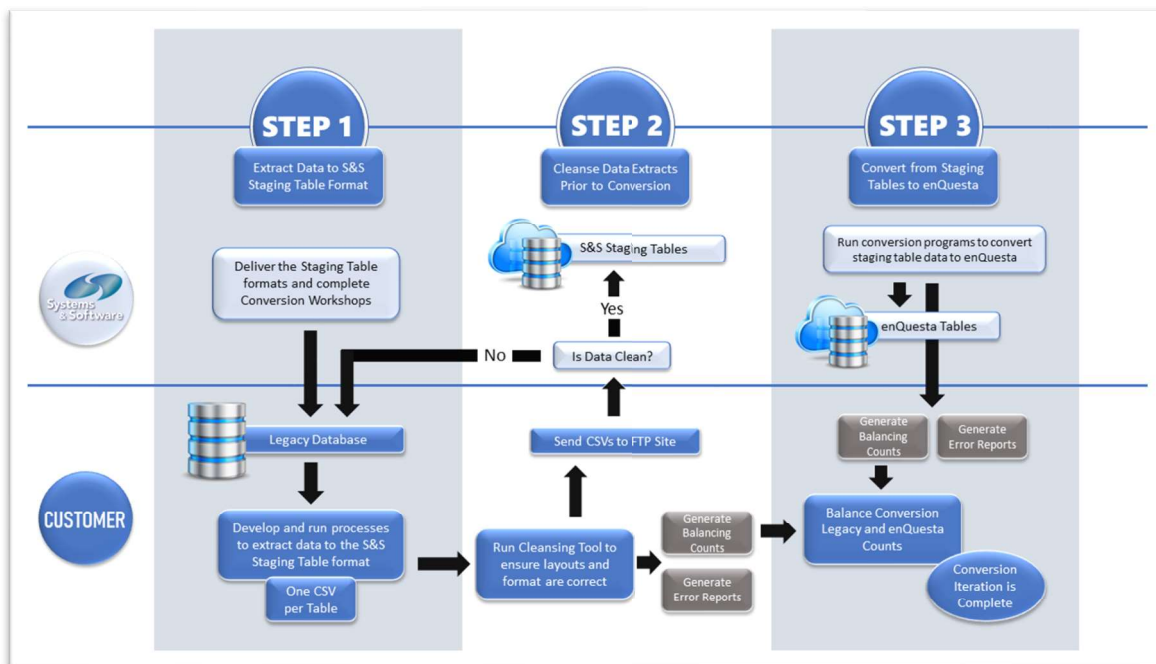 STEP 1
Extract Data to S&S
Staging Table Format
STEP 2
Cleanse Data Extracts
Prior to Conversion
STEP 3
Convert from Staging
Tables to enQuesta
Systems
& Software
Deliver the Staging Table
formats and complete
Conversion Workshops
S&S Staging Tables
Yes
Is Data Clean?
No
Run conversion programs to convert
staging table data to enQuesta
enQuesta Tables
CUSTOMER
Legacy Database
Develop and run processes
to extract data to the S&S
Staging Table format
One CSV
per Table
Send CSVs to FTP Site
Run Cleansing Tool to
ensure layouts and
format are correct
Generate
Balancing
Counts
Generate
Error Reports
Generate
Balancing
Counts
Generate
Error Reports
Balance Conversion
Legacy and enQuesta
Counts
Conversion
Iteration is
Complete